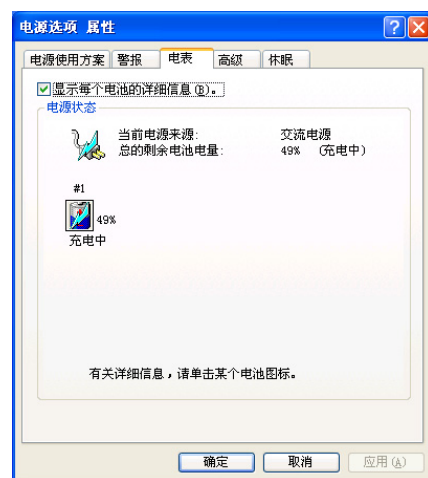 电源选项 属性
电源使用方案 警报 电表 高级 休眠
显示每个电池的详细信息(B)。
电源状态
当前电源来源: 交流电源
总的剩余电池电量: 49% (充电中)
#1
49%
充电中
有关详细信息，请单击某个电池图标。
确定 取消 应用(A)